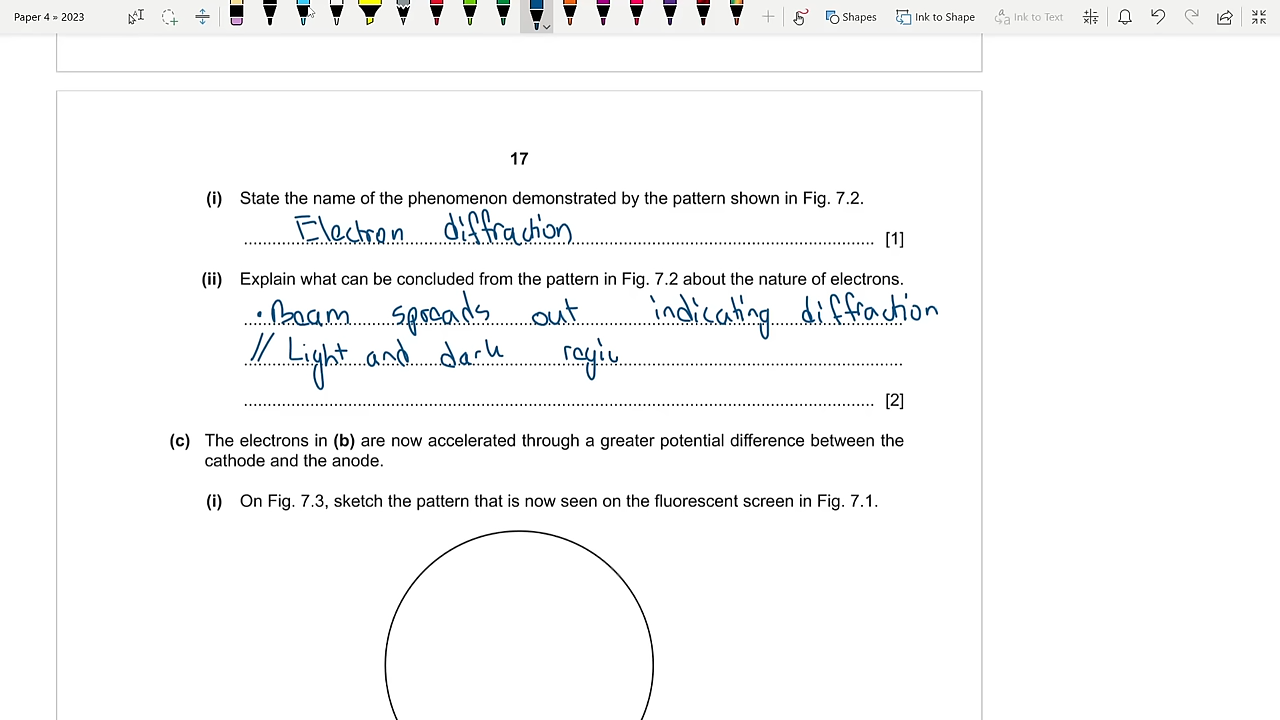 Paper 4 » 2023
Shapes
Ink to Shape
Ink to Text
17
(i) State the name of the phenomenon demonstrated by the pattern shown in Fig. 7.2.
Electron diffraction
[1]
(ii) Explain what can be concluded from the pattern in Fig. 7.2 about the nature of electrons.
• Beam spreads out indicating diffraction
// Light and dark regiu
[2]
(c) The electrons in (b) are now accelerated through a greater potential difference between the
cathode and the anode.
(i) On Fig. 7.3, sketch the pattern that is now seen on the fluorescent screen in Fig. 7.1.